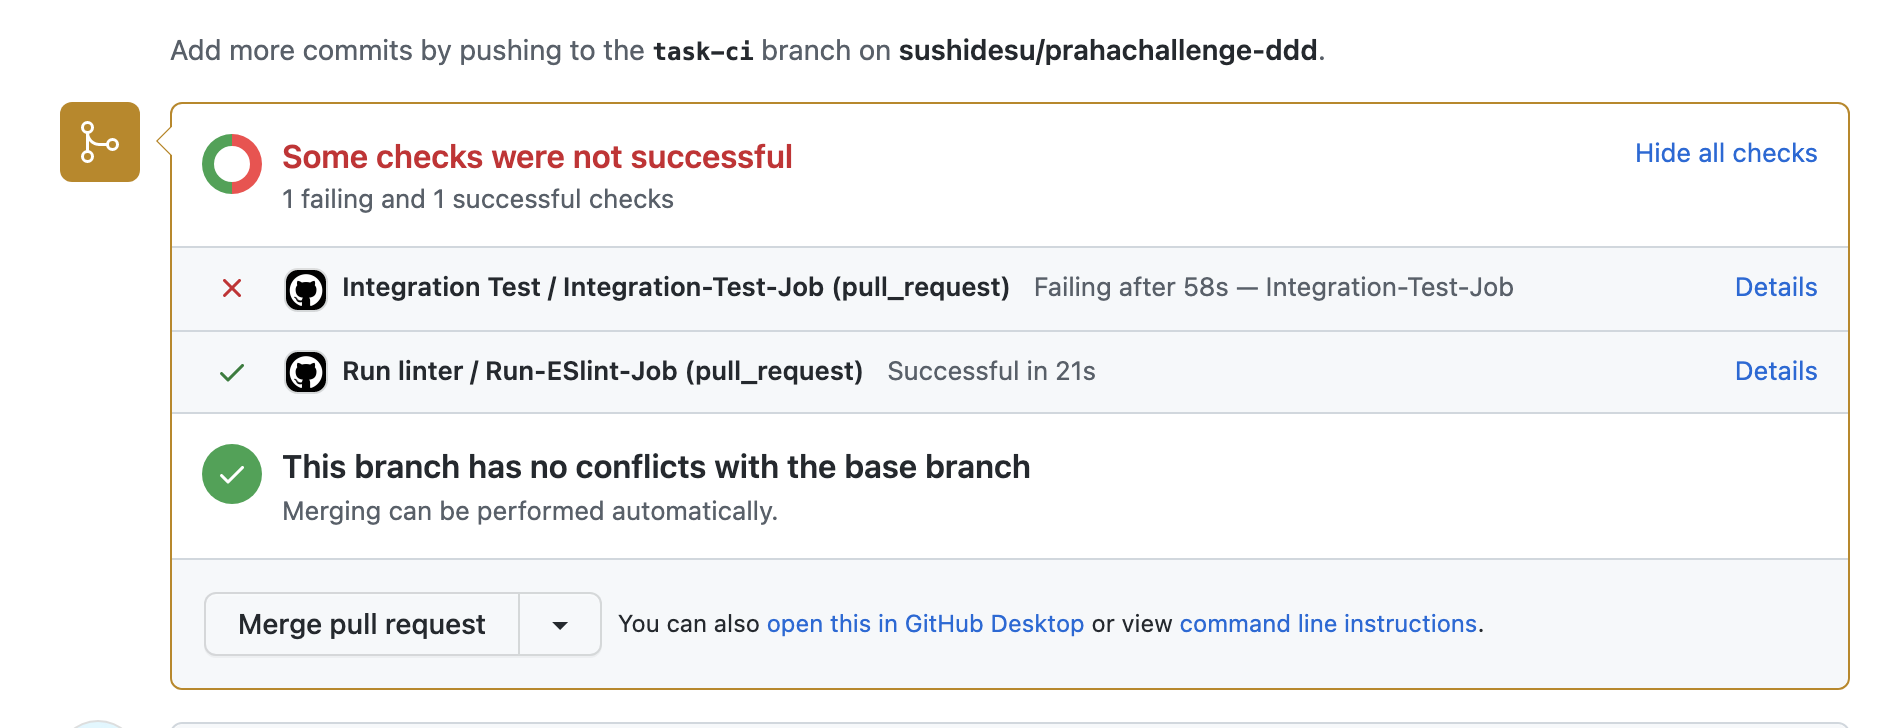 Add more commits by pushing to the task-ci branch on sushidesu/prahachallenge-ddd.
Some checks were not successful
Hide all checks
1 failing and 1 successful checks
Integration Test / Integration-Test-Job (pull_request) Failing after 58s — Integration-Test-Job Details
Run linter / Run-ESlint-Job (pull_request) Successful in 21s Details
This branch has no conflicts with the base branch
Merging can be performed automatically.
Merge pull request You can also open this in GitHub Desktop or view command line instructions.